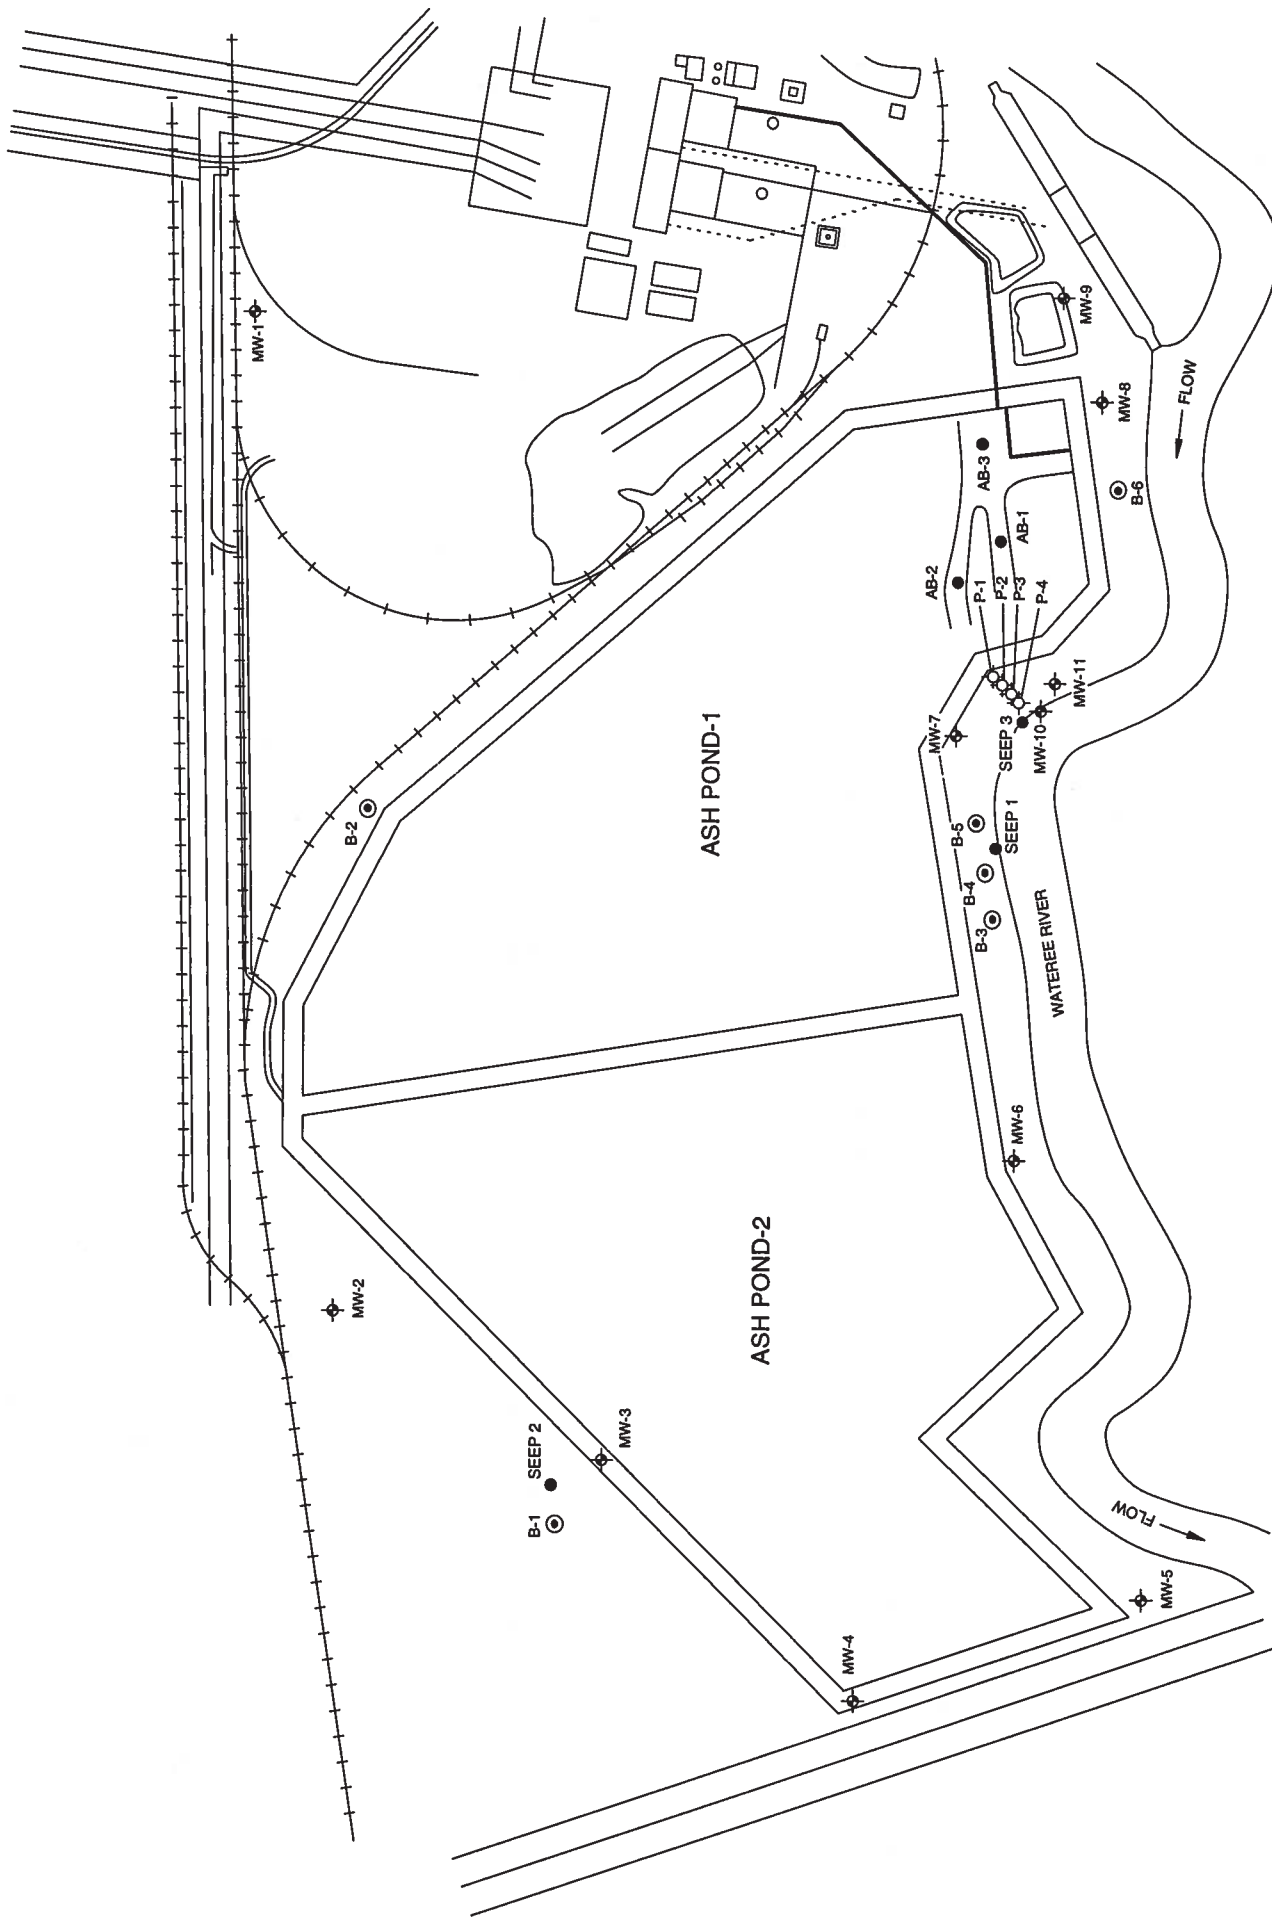 MW-1
MW-9
MW-8
FLOW
B-6
AB-3
AB-1
AB-2
P-1
P-2
P-3
P-4
MW-11
MW-10
SEEP 3
MW-7
B-2
ASH POND-1
B-5
SEEP 1
B-4
B-3
WATEREE RIVER
MW-6
MW-2
ASH POND-2
MW-3
SEEP 2
B-1
FLOW
MW-5
MW-4